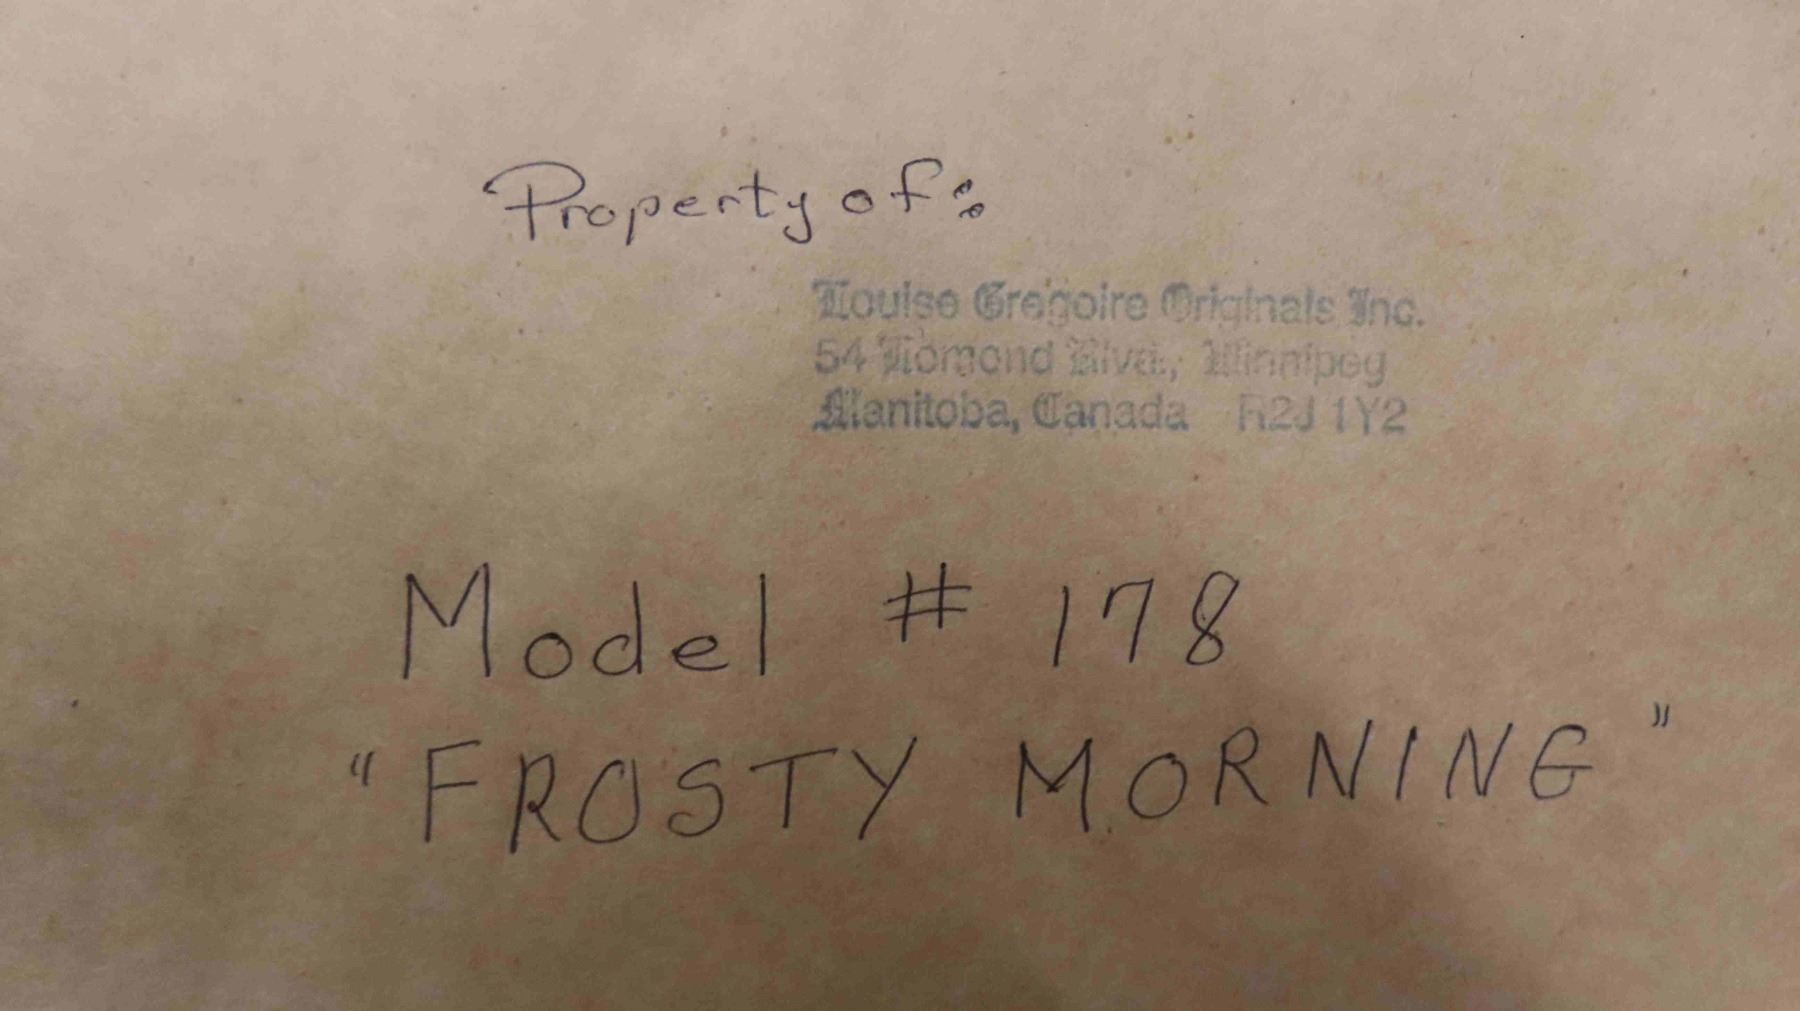 Property of:
Louise Gregoire Originals Inc.
54 Lomond Blvd., Winnipeg
Manitoba, Canada R2J 1Y2
Model # 178
"FROSTY MORNING"